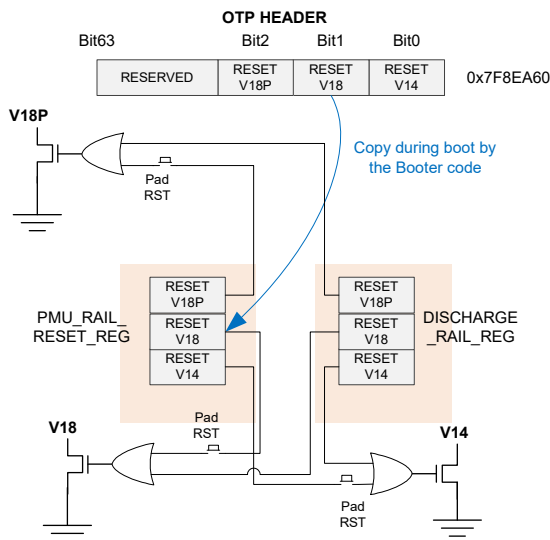 OTP HEADER
Bit63 Bit2 Bit1 Bit0
RESERVED
RESET
V18P
RESET
V18
RESET
V14
0x7F8EA60
V18P
Copy during boot by
the Booter code
Pad
RST
PMU_RAIL_
RESET_REG
RESET
V18P
RESET
V18
RESET
V14
RESET
V18P
RESET
V18
RESET
V14
DISCHARGE
_RAIL_REG
V18
Pad
RST
V14
Pad
RST